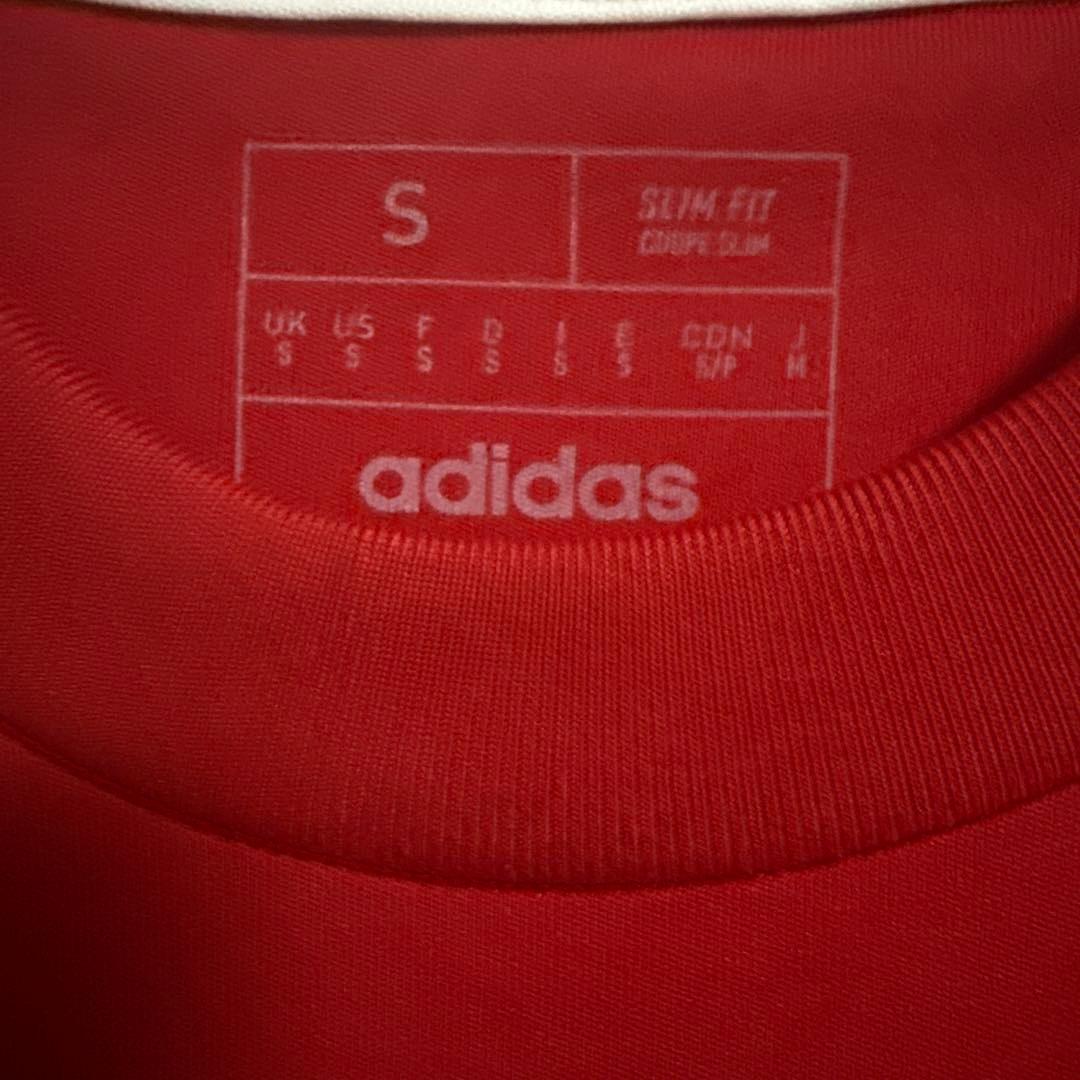 S
SLIM FIT
COUPE SLIM
UK US F D I E CDN J
S S S S S S S/P M
adidas